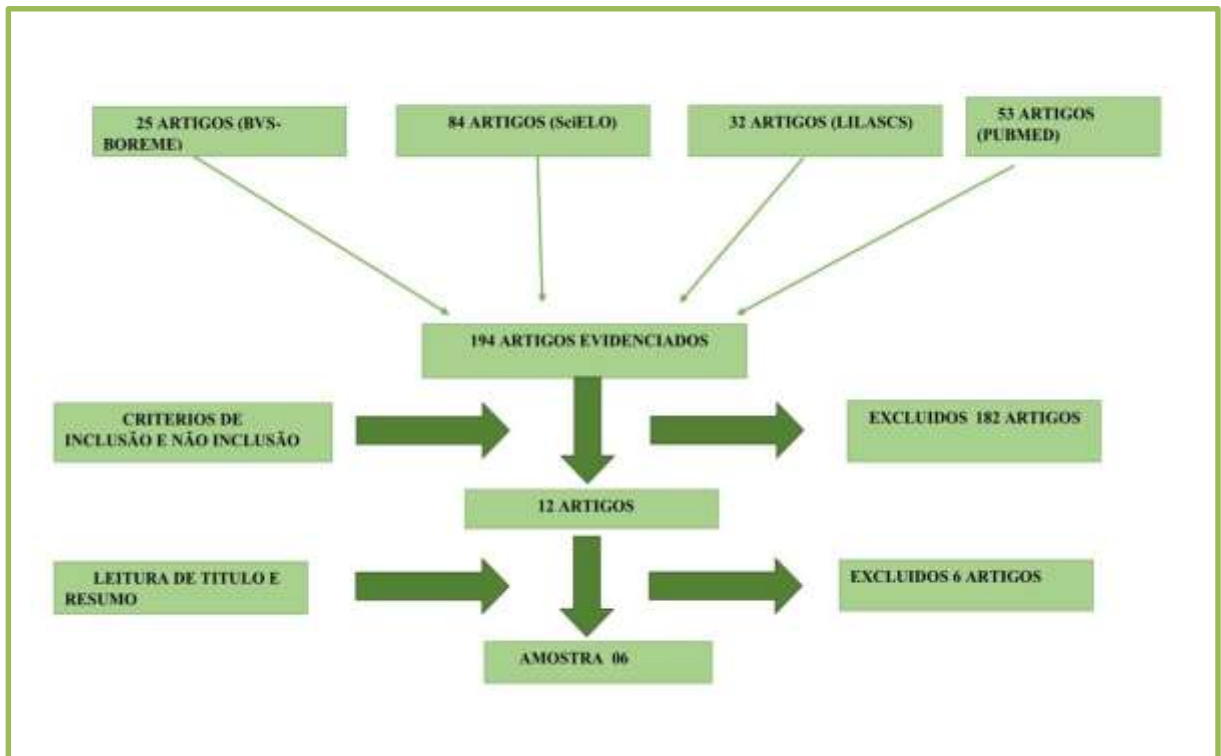 25 ARTIGOS (BVS-
BOREME)
84 ARTIGOS (SciELO)
32 ARTIGOS (LILASCS)
53 ARTIGOS
(PUBMED)
194 ARTIGOS EVIDENCIADOS
CRITERIOS DE
INCLUSÃO E NÃO INCLUSÃO
EXCLUIDOS 182 ARTIGOS
12 ARTIGOS
LEITURA DE TITULO E
RESUMO
EXCLUIDOS 6 ARTIGOS
AMOSTRA 06